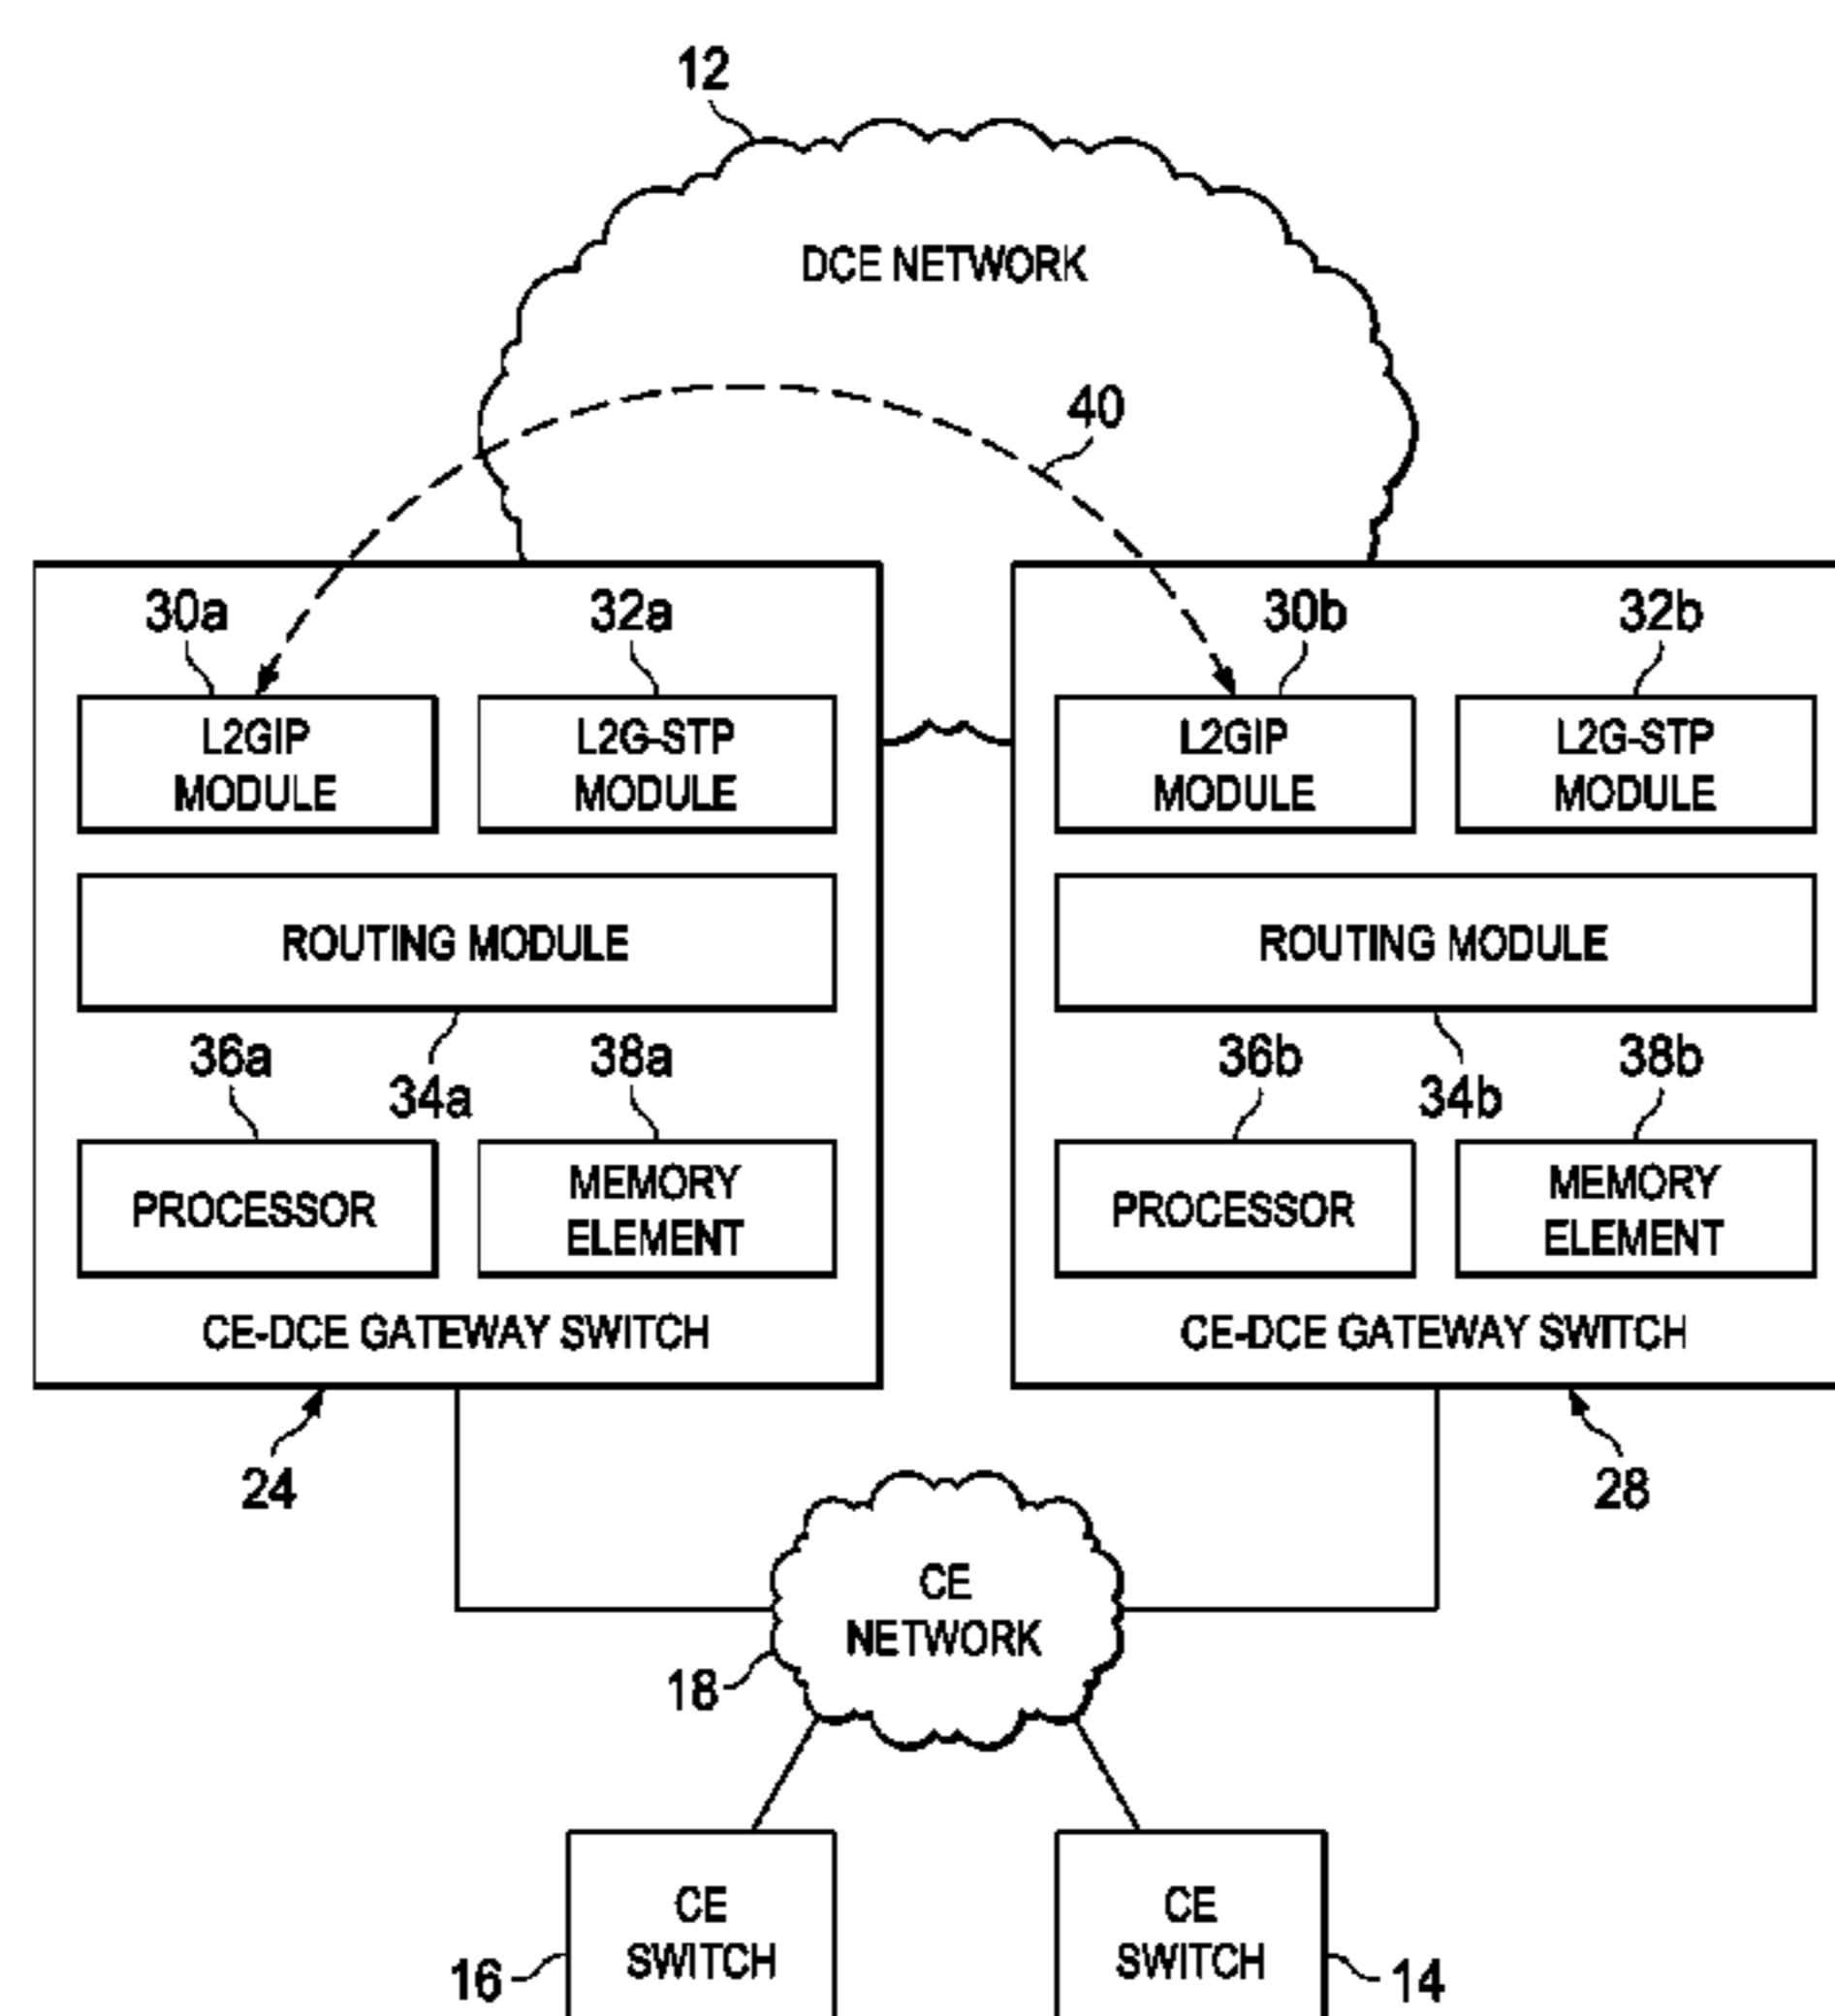 12
DCE NETWORK
40
30a
32a
30b
32b
L2GIP
MODULE
L2G-STP
MODULE
L2GIP
MODULE
L2G-STP
MODULE
ROUTING MODULE
ROUTING MODULE
36a
34a
38a
36b
34b
38b
PROCESSOR
MEMORY
ELEMENT
PROCESSOR
MEMORY
ELEMENT
CE-DCE GATEWAY SWITCH
CE-DCE GATEWAY SWITCH
24
28
CE
NETWORK
18
CE
SWITCH
CE
SWITCH
16
14